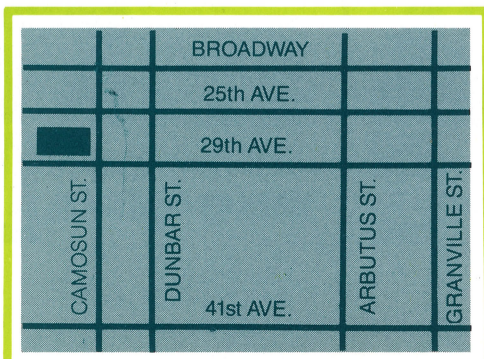 BROADWAY
25th AVE.
29th AVE.
CAMOSUN ST.
DUNBAR ST.
ARBUTUS ST.
GRANVILLE ST.
41st AVE.